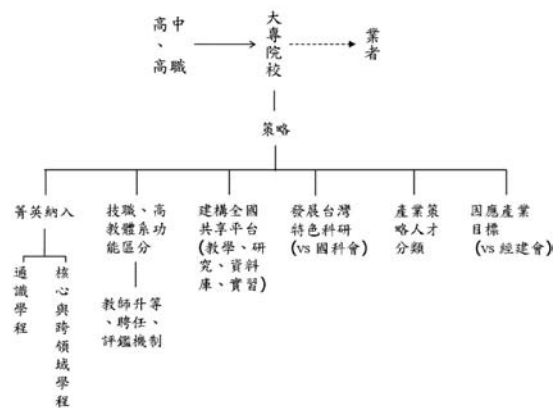 高中
、
高職
大專院校
業者
策略
菁英納入
技職、高
教體系功
能區分
建構全國
共享平台
(教學、研
究、資料
庫、實習)
發展台灣
特色科研
(vs 國科會)
產業策
略人才
分類
因應產業
目標
(vs 經建會)
通識學程
核心與跨領域學程
教師升等
、聘任、
評鑑機制